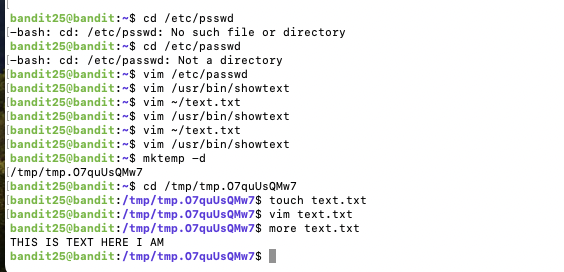 bandit25@bandit:~$ cd /etc/psswd
-bash: cd: /etc/psswd: No such file or directory
bandit25@bandit:~$ cd /etc/passwd
-bash: cd: /etc/passwd: Not a directory
bandit25@bandit:~$ vim /etc/passwd
bandit25@bandit:~$ vim /usr/bin/showtext
bandit25@bandit:~$ vim ~/text.txt
bandit25@bandit:~$ vim /usr/bin/showtext
bandit25@bandit:~$ vim ~/text.txt
bandit25@bandit:~$ vim /usr/bin/showtext
bandit25@bandit:~$ mktemp -d
/tmp/tmp.O7quUsQMw7
bandit25@bandit:~$ cd /tmp/tmp.O7quUsQMw7
bandit25@bandit:/tmp/tmp.O7quUsQMw7$ touch text.txt
bandit25@bandit:/tmp/tmp.O7quUsQMw7$ vim text.txt
bandit25@bandit:/tmp/tmp.O7quUsQMw7$ more text.txt
THIS IS TEXT HERE I AM
bandit25@bandit:/tmp/tmp.O7quUsQMw7$